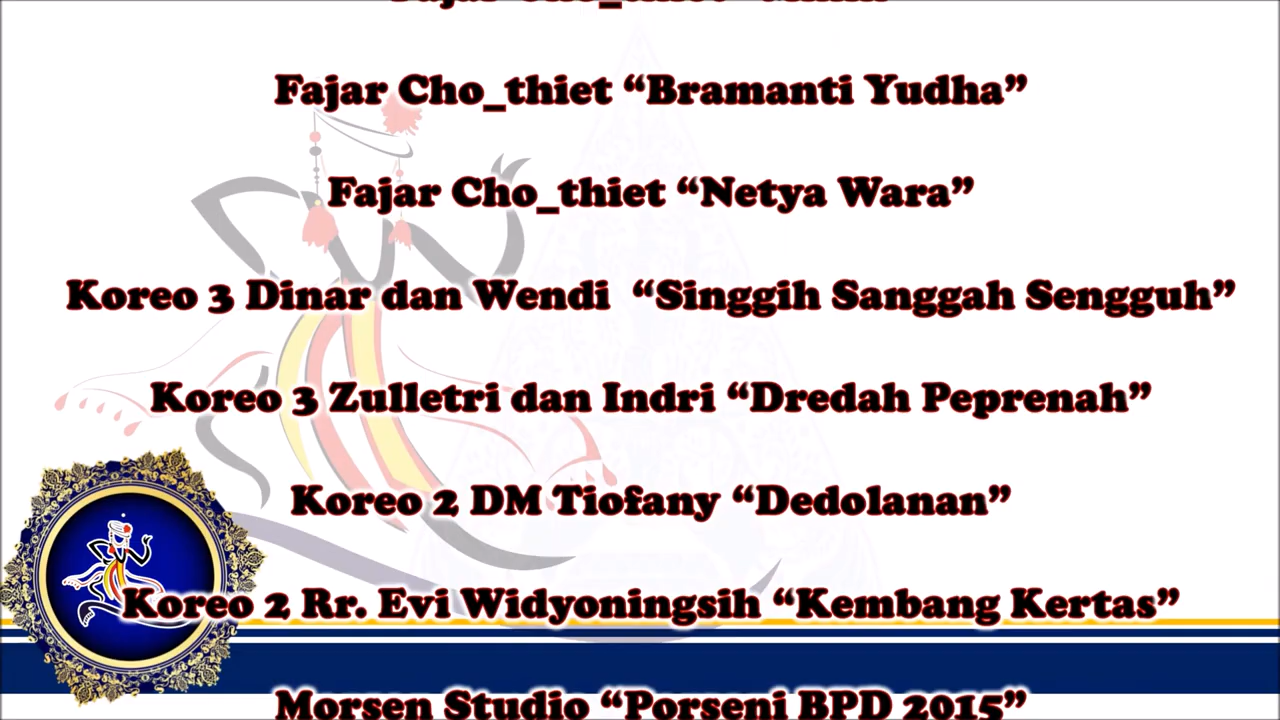 Fajar Cho_thiet “Bramanti Yudha”
Fajar Cho_thiet “Netya Wara”
Koreo 3 Dinar dan Wendi “Singgih Sanggah Sengguh”
Koreo 3 Zulletri dan Indri “Dredah Peprenah”
Koreo 2 DM Tiofany “Dedolanan”
Koreo 2 Rr. Evi Widyoningsih “Kembang Kertas”
Morsen Studio “Porseni BPD 2015”